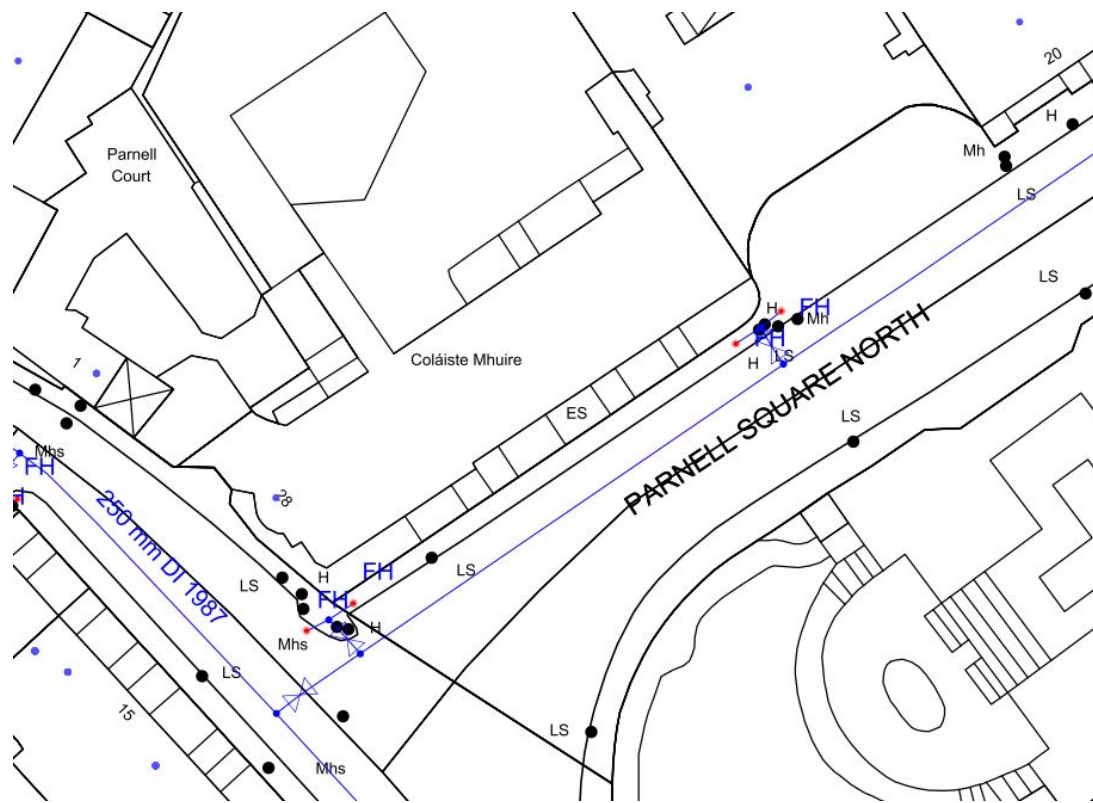 20
H
Mh
Parnell
Court
LS
LS
H
FH
Mh
FH
H
LS
Coláiste Mhuire
1
PARNELL SQUARE NORTH
ES
LS
Mhs
FH
H
28
250 mm DI 1987
LS
H
FH
LS
FH
H
Mhs
LS
15
LS
Mhs